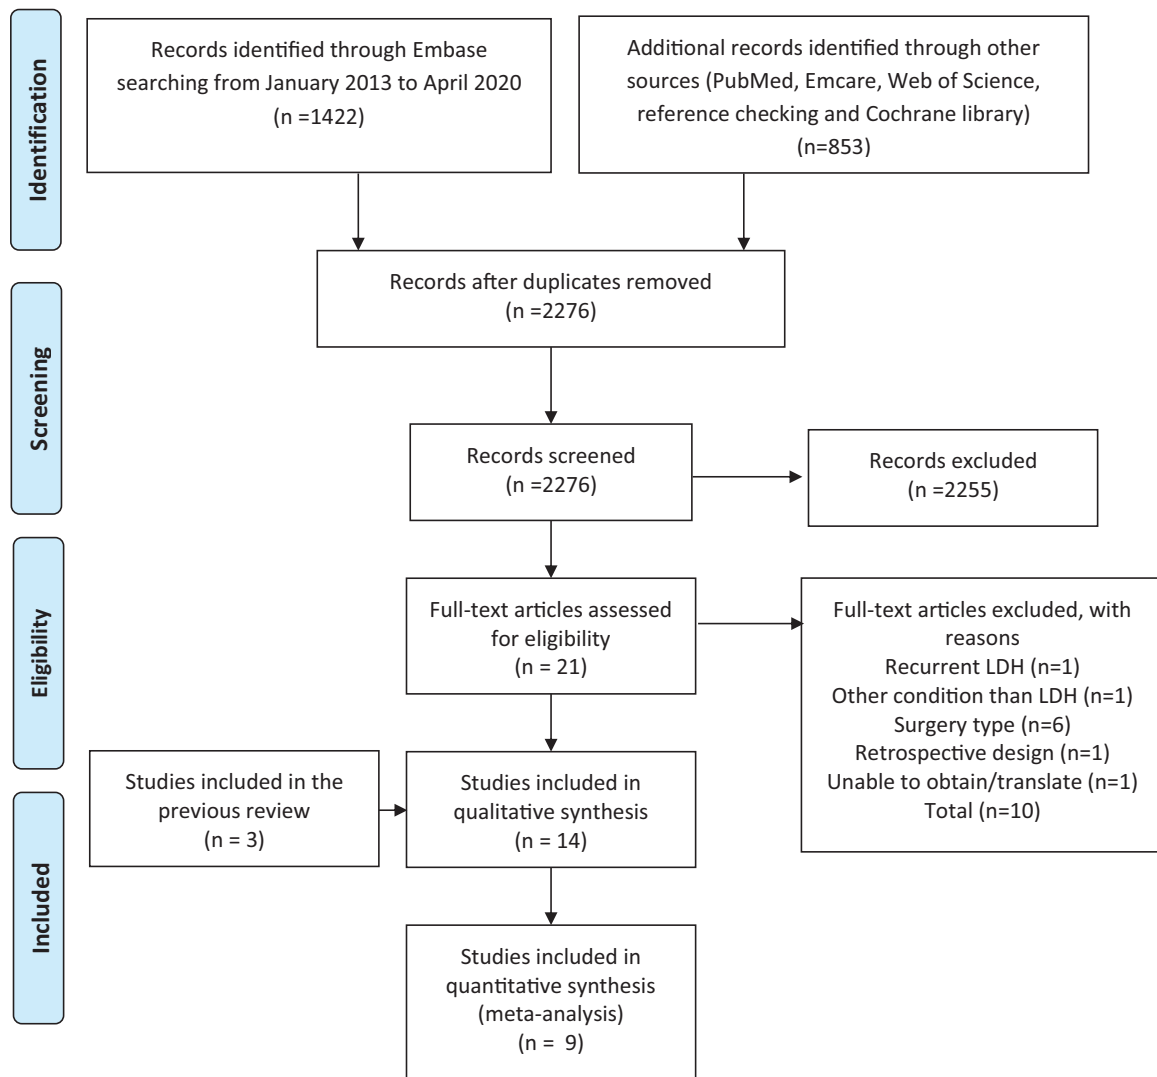 Identification
Records identified through Embase
searching from January 2013 to April 2020
(n =1422)
Additional records identified through other
sources (PubMed, Emcare, Web of Science,
reference checking and Cochrane library)
(n=853)
Records after duplicates removed
(n =2276)
Screening
Records screened
(n =2276)
Records excluded
(n =2255)
Eligibility
Full-text articles assessed
for eligibility
(n = 21)
Full-text articles excluded, with
reasons
Recurrent LDH (n=1)
Other condition than LDH (n=1)
Surgery type (n=6)
Retrospective design (n=1)
Unable to obtain/translate (n=1)
Total (n=10)
Studies included in the
previous review
(n = 3)
Studies included in
qualitative synthesis
(n = 14)
Included
Studies included in
quantitative synthesis
(meta-analysis)
(n = 9)